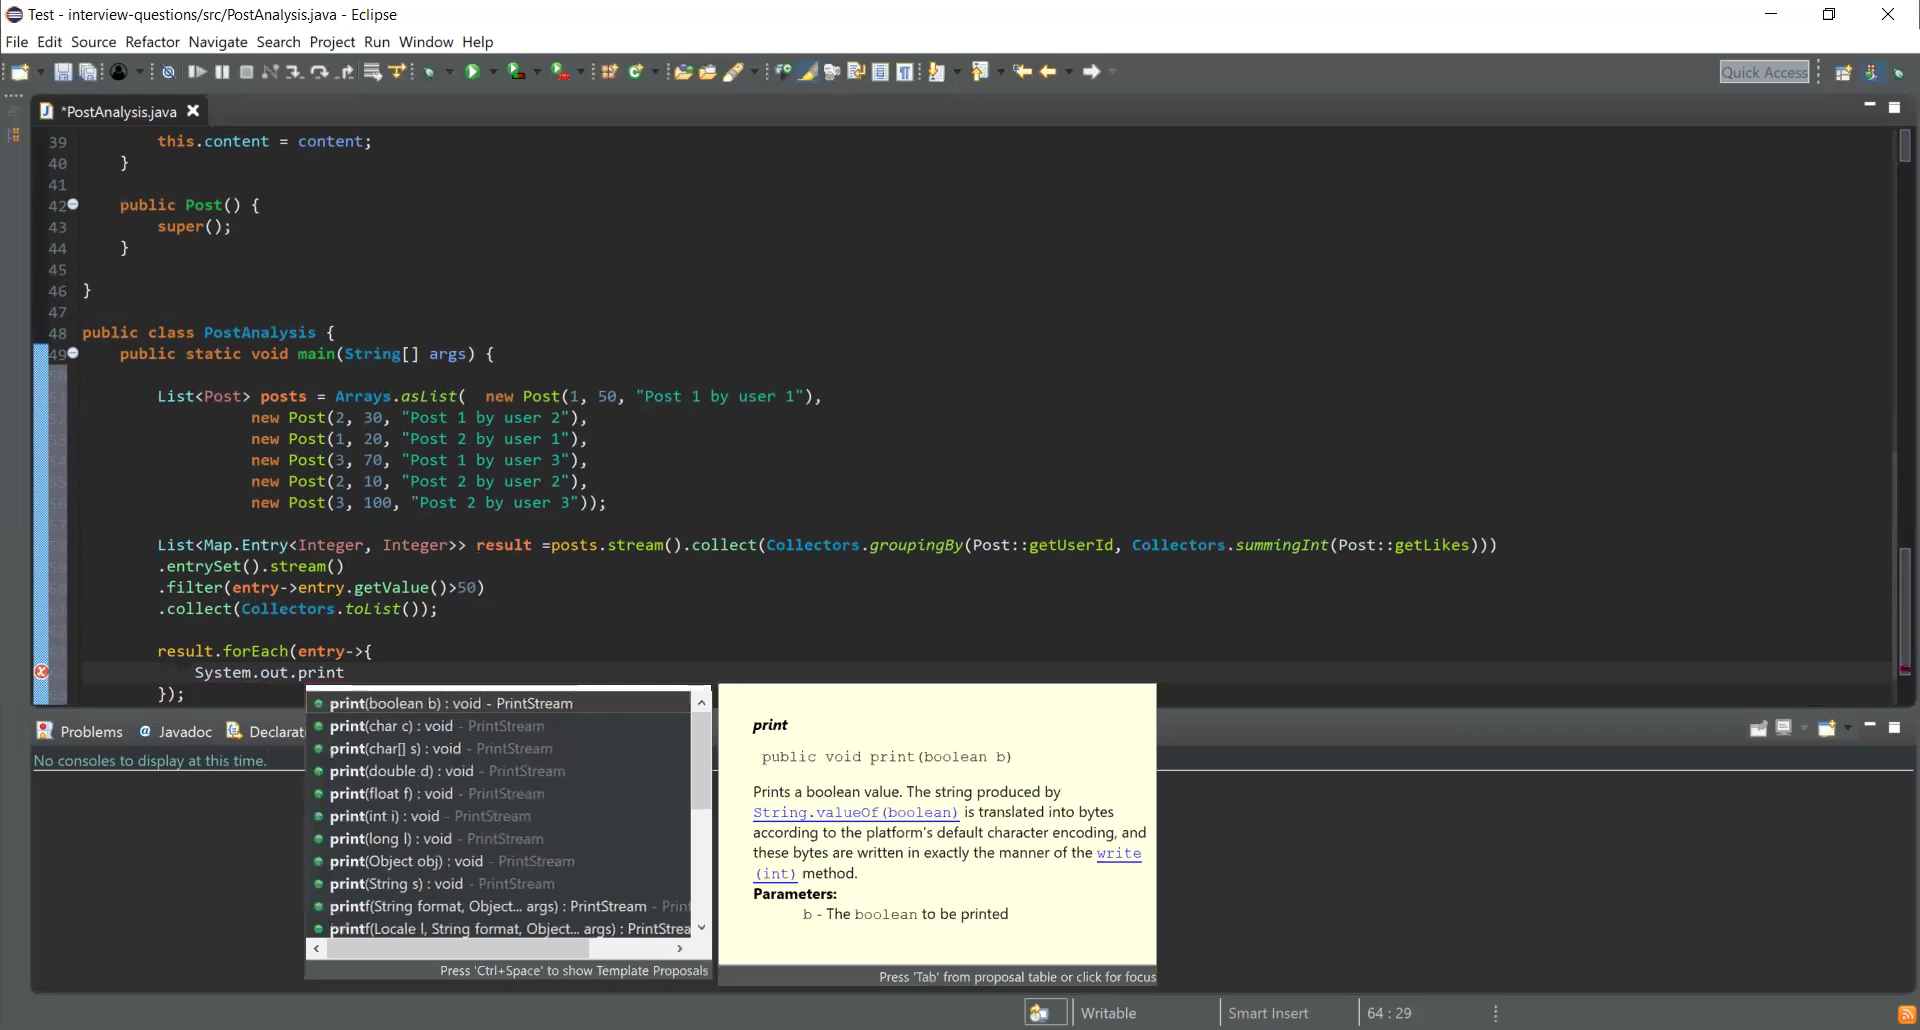 Test - interview-questions/src/PostAnalysis.java - Eclipse
File Edit Source Refactor Navigate Search Project Run Window Help
Quick Access
*PostAnalysis.java
39 this.content = content;
40 }
41
42 public Post() {
43 super();
44 }
45
46 }
47
48 public class PostAnalysis {
49 public static void main(String[] args) {
List<Post> posts = Arrays.asList( new Post(1, 50, "Post 1 by user 1"),
new Post(2, 30, "Post 1 by user 2"),
new Post(1, 20, "Post 2 by user 1"),
new Post(3, 70, "Post 1 by user 3"),
new Post(2, 10, "Post 2 by user 2"),
new Post(3, 100, "Post 2 by user 3"));
List<Map.Entry<Integer, Integer>> result =posts.stream().collect(Collectors.groupingBy(Post::getUserId, Collectors.summingInt(Post::getLikes)))
.entrySet().stream()
.filter(entry->entry.getValue()>50)
.collect(Collectors.toList());
result.forEach(entry->{
System.out.print
});
print(boolean b) : void - PrintStream
print(char c) : void - PrintStream
print(char[] s) : void - PrintStream
print(double d) : void - PrintStream
print(float f) : void - PrintStream
print(int i) : void - PrintStream
print(long l) : void - PrintStream
print(Object obj) : void - PrintStream
print(String s) : void - PrintStream
printf(String format, Object... args) : PrintStream - Print
printf(Locale l, String format, Object... args) : PrintStrea
Press 'Ctrl+Space' to show Template Proposals
print
public void print(boolean b)
Prints a boolean value. The string produced by
String.valueOf(boolean) is translated into bytes
according to the platform's default character encoding, and
these bytes are written in exactly the manner of the write
(int) method.
Parameters:
b - The boolean to be printed
Press 'Tab' from proposal table or click for focus
Problems @ Javadoc Declarat
No consoles to display at this time.
Writable Smart Insert 64 : 29